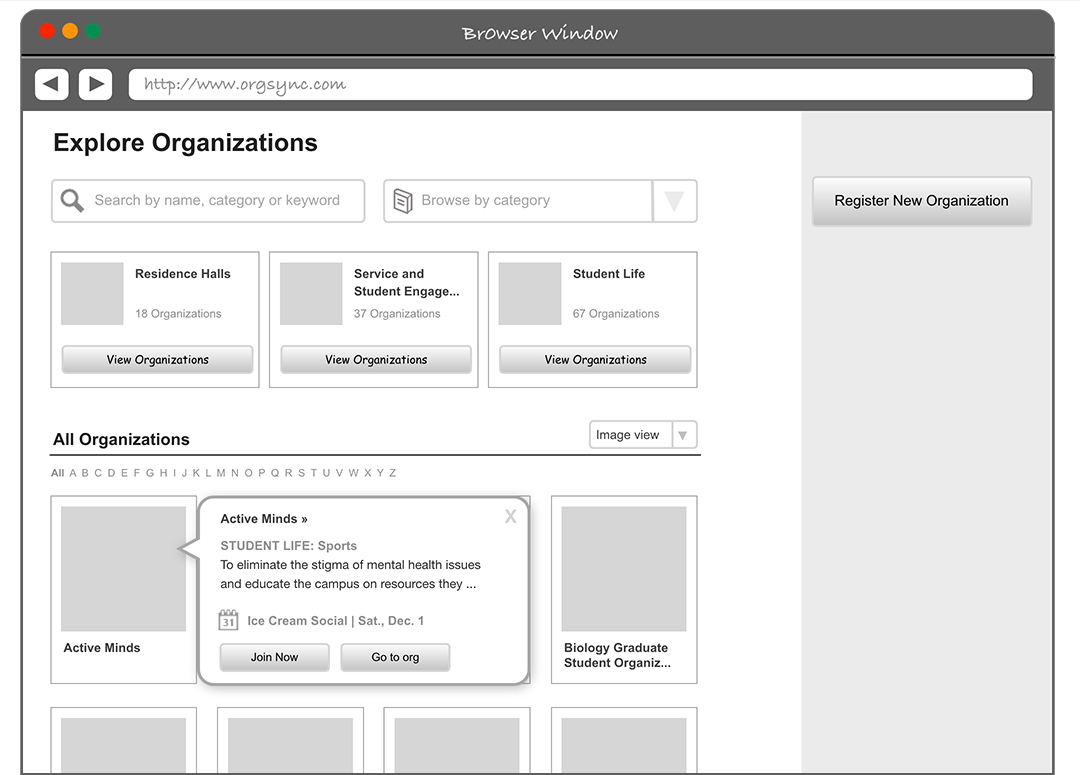 Browser Window
http://www.orgsync.com
Explore Organizations
Search by name, category or keyword
Browse by category
Register New Organization
Residence Halls
18 Organizations
View Organizations
Service and
Student Engage...
37 Organizations
View Organizations
Student Life
67 Organizations
View Organizations
All Organizations
Image view
All A B C D E F G H I J K L M N O P Q R S T U V W X Y Z
Active Minds
Active Minds »
X
STUDENT LIFE: Sports
To eliminate the stigma of mental health issues
and educate the campus on resources they ...
31
Ice Cream Social | Sat., Dec. 1
Join Now
Go to org
Biology Graduate
Student Organiz...